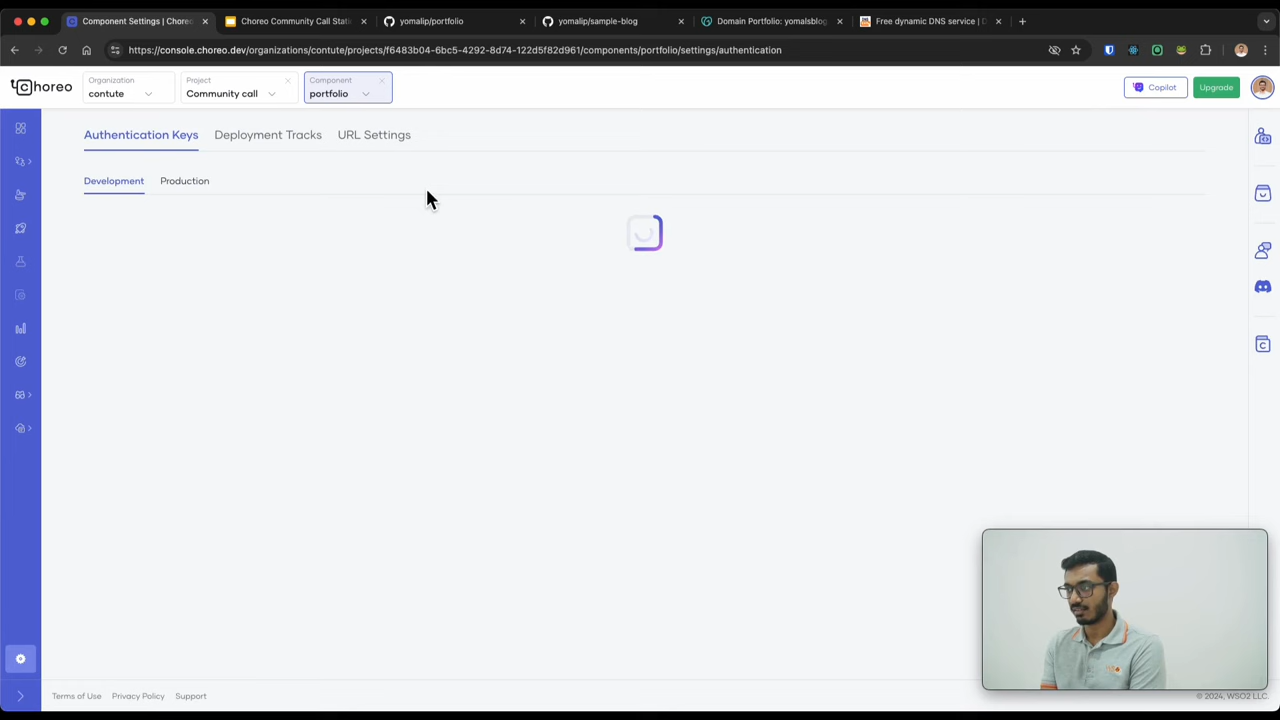 Component Settings | Choreo
Choreo Community Call Stati
yomalip/portfolio
yomalip/sample-blog
Domain Portfolio: yomalsblog
Free dynamic DNS service | D
https://console.choreo.dev/organizations/contute/projects/f6483b04-6bc5-4292-8d74-122d5f82d961/components/portfolio/settings/authentication
Choreo
Organization
contute
Project
Community call
Component
portfolio
Copilot
Upgrade
Authentication Keys
Deployment Tracks
URL Settings
Development
Production
Terms of Use
Privacy Policy
Support
© 2024, WSO2 LLC.